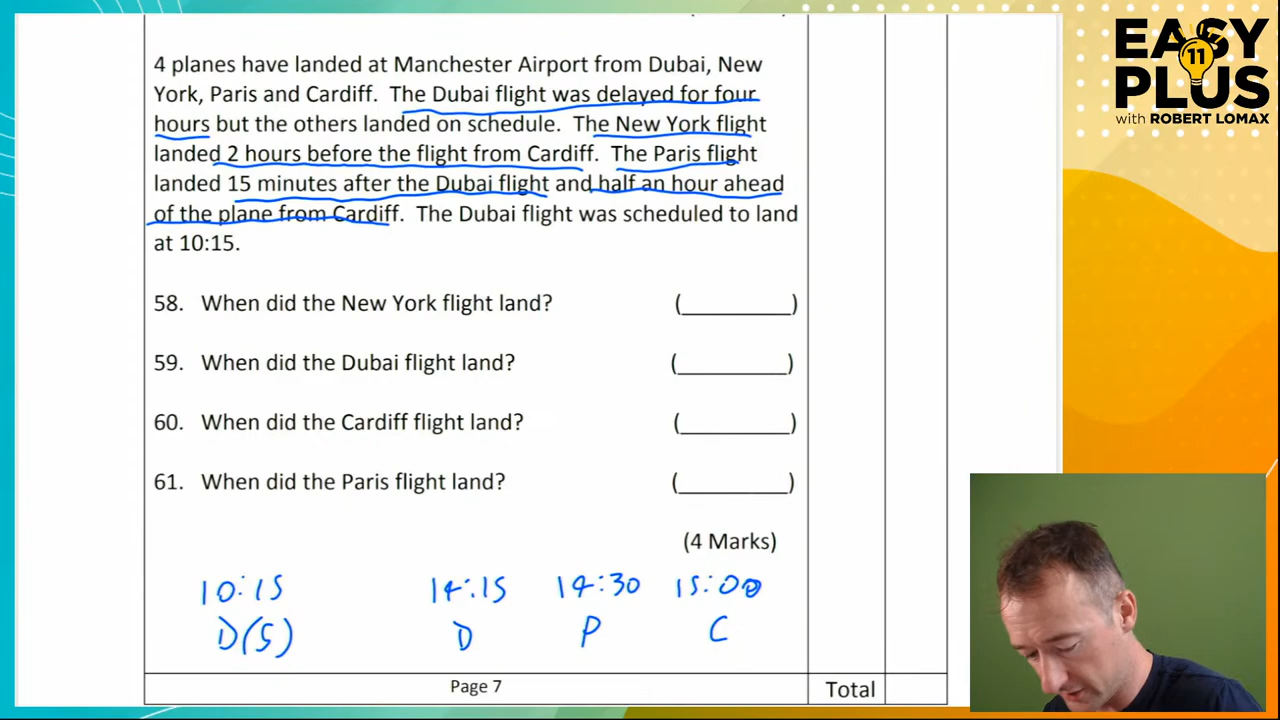 EASY
11
PLUS
with ROBERT LOMAX
4 planes have landed at Manchester Airport from Dubai, New
York, Paris and Cardiff. The Dubai flight was delayed for four
hours but the others landed on schedule. The New York flight
landed 2 hours before the flight from Cardiff. The Paris flight
landed 15 minutes after the Dubai flight and half an hour ahead
of the plane from Cardiff. The Dubai flight was scheduled to land
at 10:15.
58. When did the New York flight land? (__________)
59. When did the Dubai flight land? (__________)
60. When did the Cardiff flight land? (__________)
61. When did the Paris flight land? (__________)
(4 Marks)
10:15 14:15 14:30 15:00
D(S) D P C
Page 7 Total